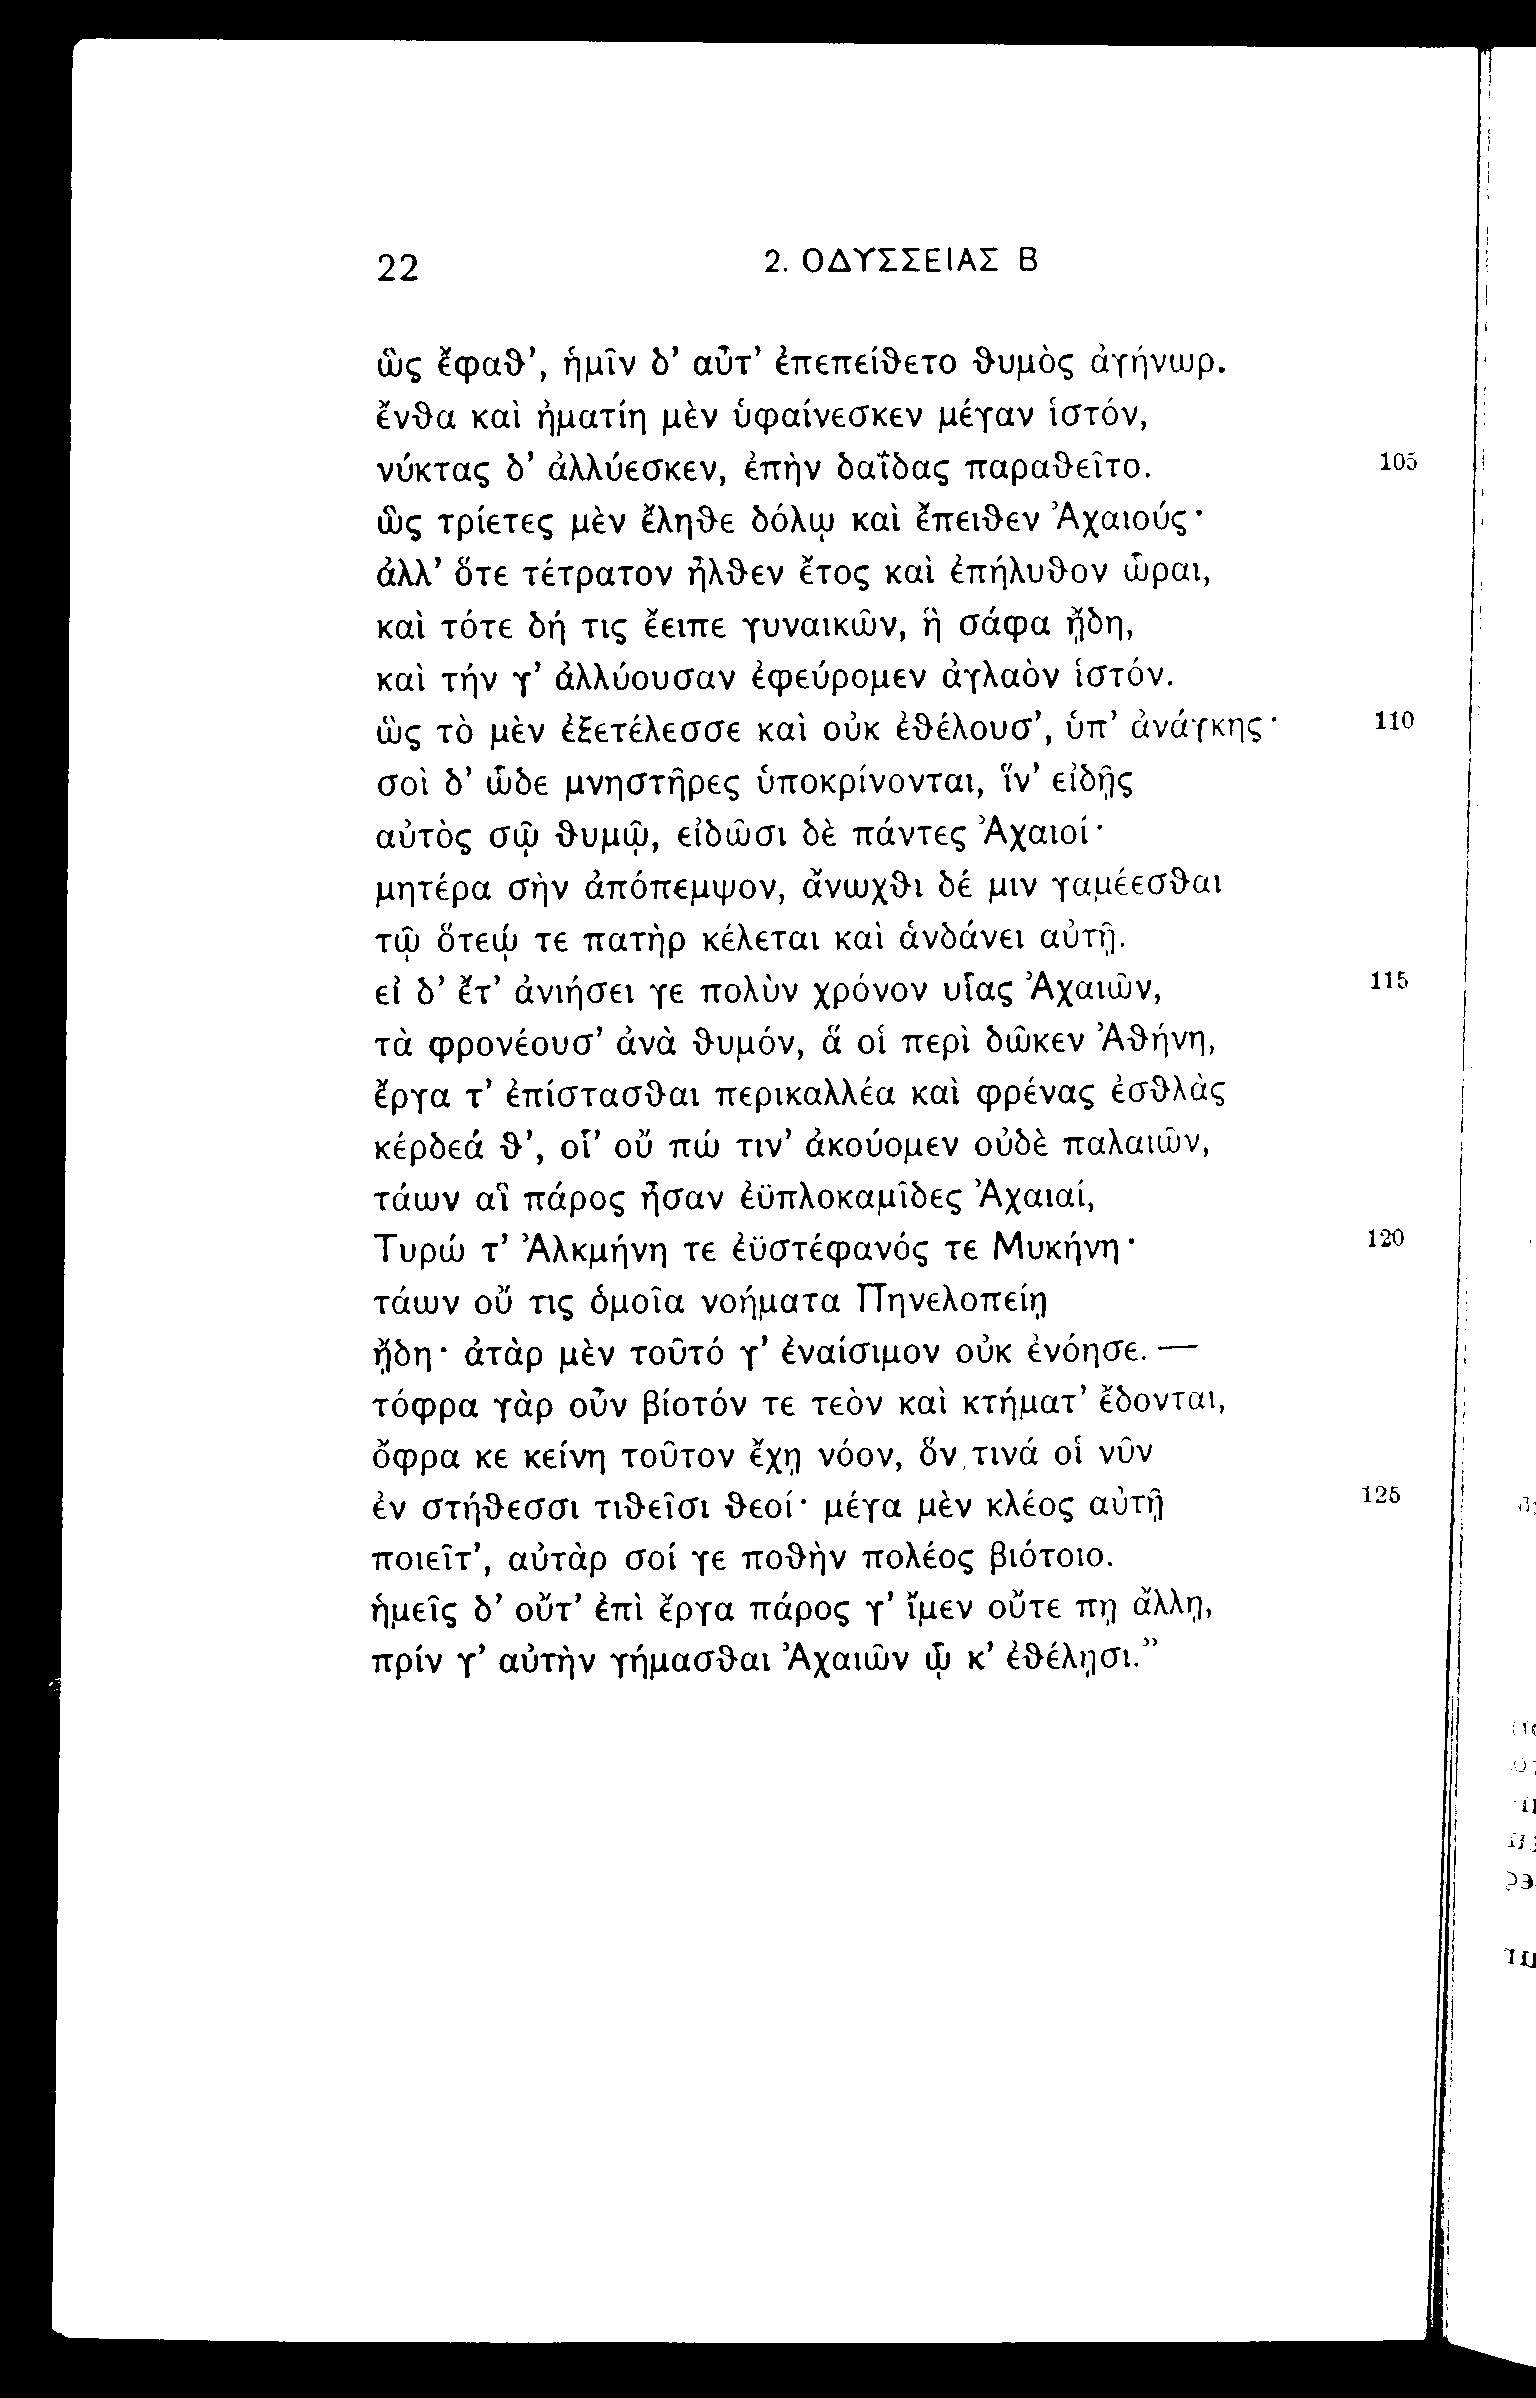 22
2. ΟΔΥΣΣΕΙΑΣ Β
ὣς ἔφαθ’, ἡμῖν δ’ αὖτ’ ἐπεπείθετο θυμὸς ἀγήνωρ.
ἔνθα καὶ ἠματίη μὲν ὑφαίνεσκεν μέγαν ἱστόν,
νύκτας δ’ ἀλλύεσκεν, ἐπὴν δαΐδας παραθεῖτο. 105
ὣς τρίετες μὲν ἔληθε δόλῳ καὶ ἔπειθεν Ἀχαιούς·
ἀλλ’ ὅτε τέτρατον ἦλθεν ἔτος καὶ ἐπήλυθον ὧραι,
καὶ τότε δή τις ἔειπε γυναικῶν, ἣ σάφα ᾔδη,
καὶ τήν γ’ ἀλλύουσαν ἐφεύρομεν ἀγλαὸν ἱστόν.
ὣς τὸ μὲν ἐξετέλεσσε καὶ οὐκ ἐθέλουσ’, ὑπ’ ἀνάγκης· 110
σοὶ δ’ ὧδε μνηστῆρες ὑποκρίνονται, ἵν’ εἰδῇς
αὐτὸς σῷ θυμῷ, εἰδῶσι δὲ πάντες Ἀχαιοί·
μητέρα σὴν ἀπόπεμψον, ἄνωχθι δέ μιν γαμέεσθαι
τῷ ὅτεῴ τε πατὴρ κέλεται καὶ ἁνδάνει αὐτῇ.
εἰ δ’ ἔτ’ ἀνιήσει γε πολὺν χρόνον υἷας Ἀχαιῶν, 115
τὰ φρονέουσ’ ἀνὰ θυμόν, ἅ οἱ περὶ δῶκεν Ἀθήνη,
ἔργα τ’ ἐπίστασθαι περικαλλέα καὶ φρένας ἐσθλὰς
κέρδεά θ’, οἷ’ οὔ πώ τιν’ ἀκούομεν οὐδὲ παλαιῶν,
τάων αἳ πάρος ἦσαν ἐϋπλοκαμῖδες Ἀχαιαί,
Τυρώ τ’ Ἀλκμήνη τε ἐϋστέφανός τε Μυκήνη· 120
τάων οὔ τις ὁμοῖα νοήματα Πηνελοπείῃ
ᾔδη· ἀτὰρ μὲν τοῦτό γ’ ἐναίσιμον οὐκ ἐνόησε. —
τόφρα γὰρ οὖν βίοτόν τε τεὸν καὶ κτήματ’ ἔδονται,
ὄφρα κε κείνη τοῦτον ἔχῃ νόον, ὅν τινά οἱ νῦν
ἐν στήθεσσι τιθεῖσι θεοί· μέγα μὲν κλέος αὐτῇ 125
ποιεῖτ’, αὐτὰρ σοί γε ποθὴν πολέος βιότοιο.
ἡμεῖς δ’ οὔτ’ ἐπὶ ἔργα πάρος γ’ ἴμεν οὔτε πῃ ἄλλῃ,
πρίν γ’ αὐτὴν γήμασθαι Ἀχαιῶν ᾧ κ’ ἐθέλῃσι.”